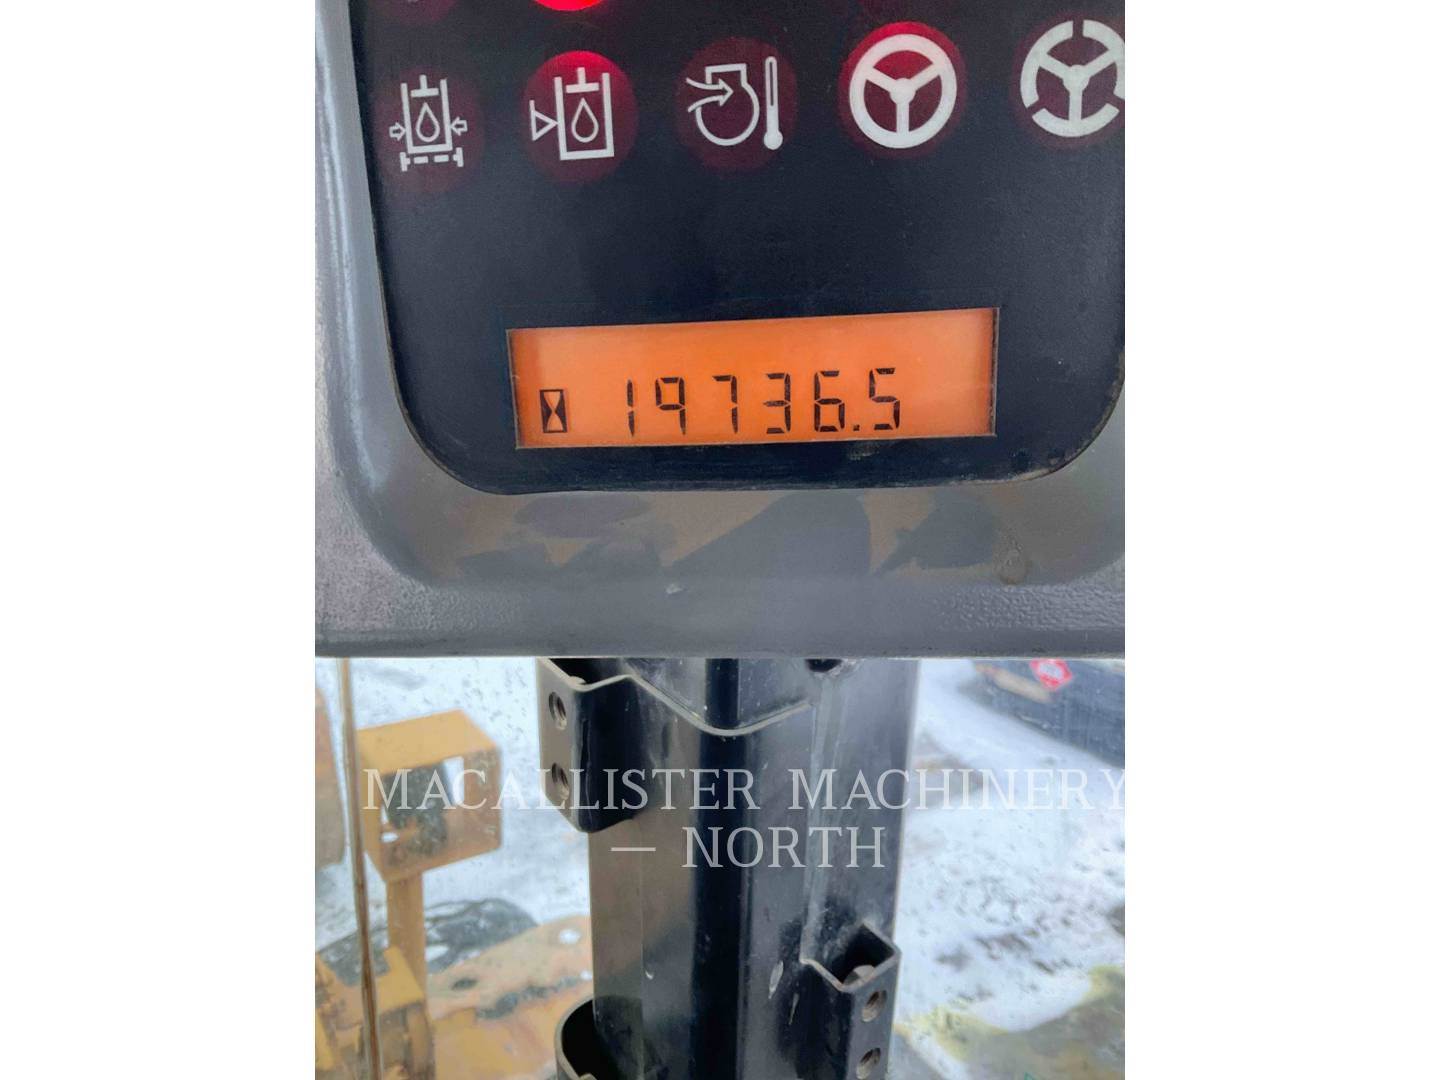 19736.5
MACALLISTER MACHINERY
— NORTH